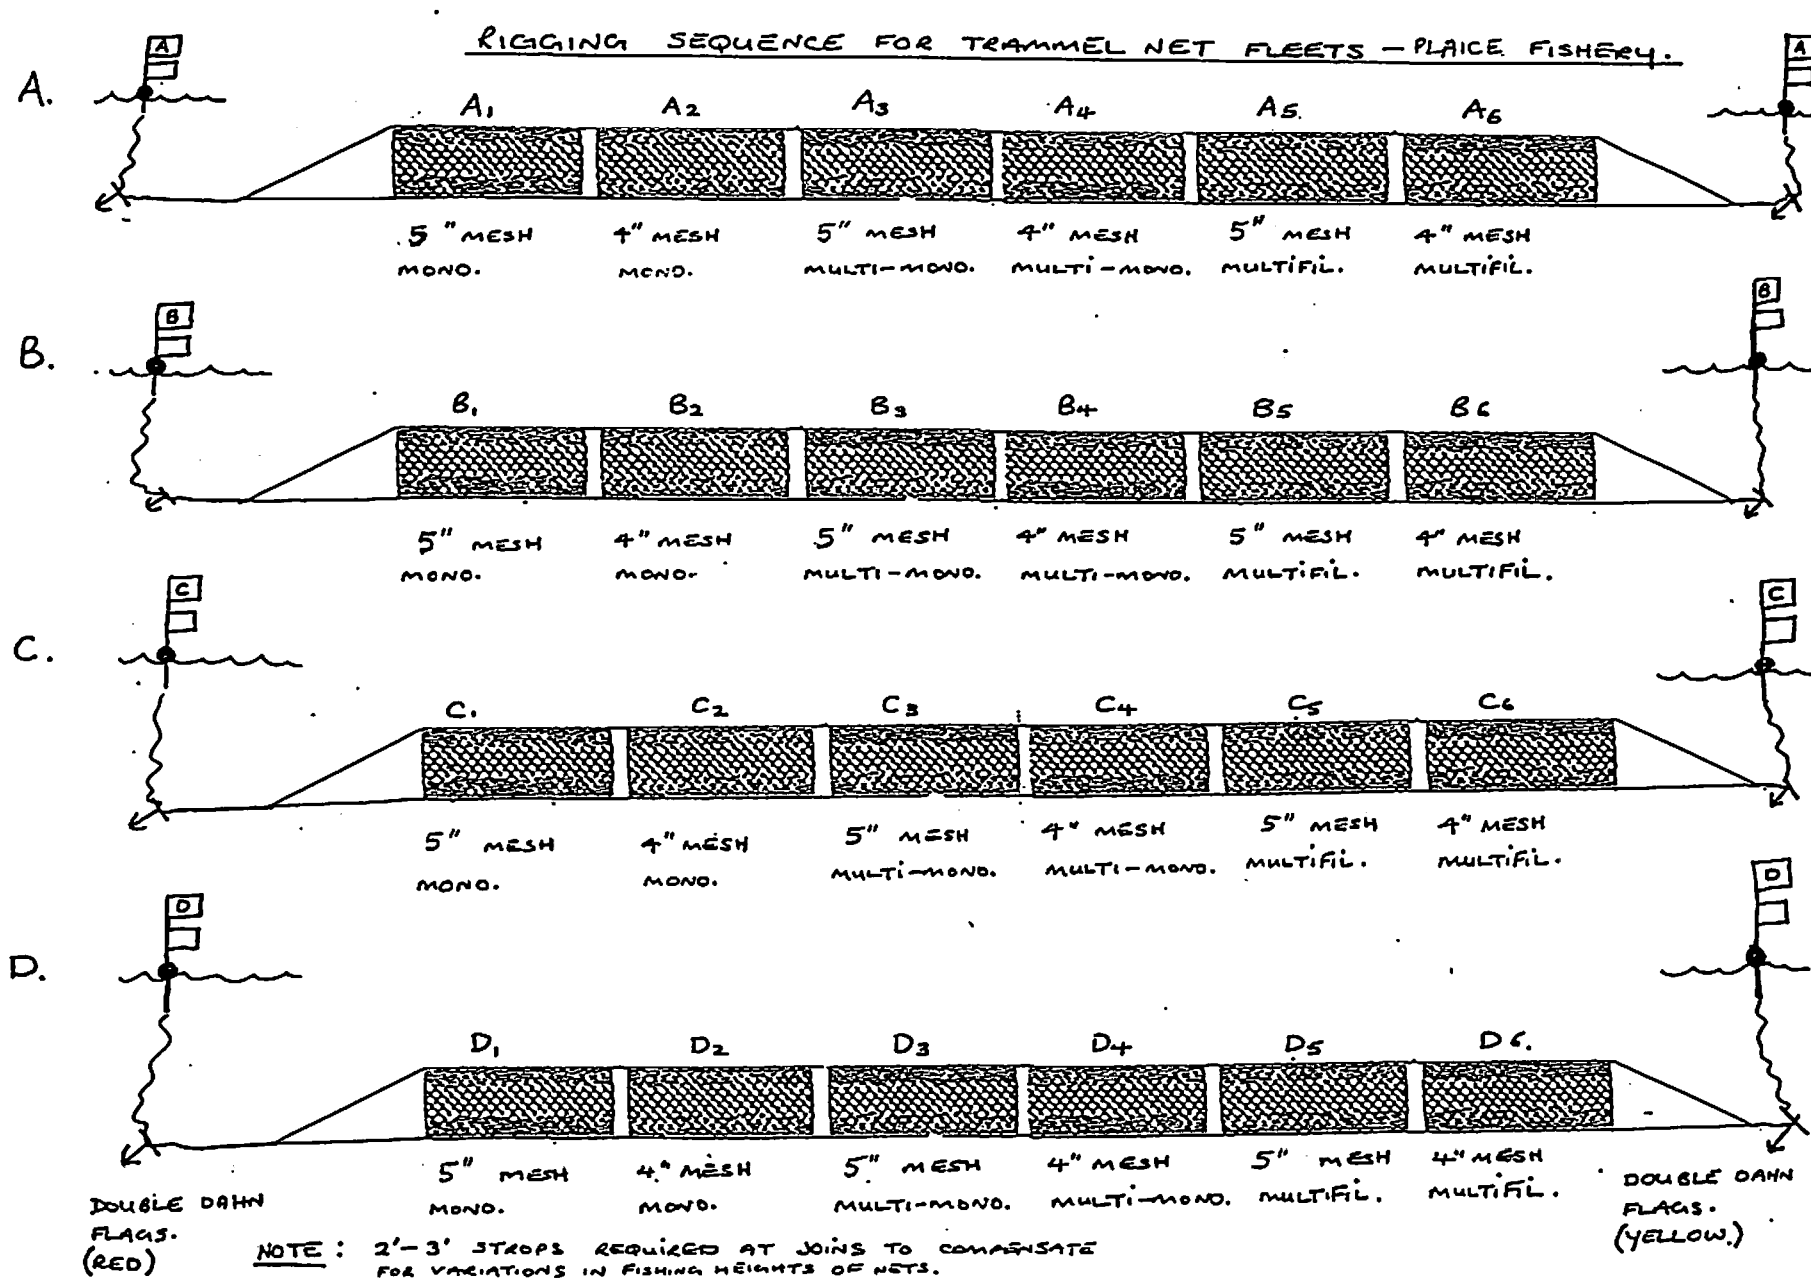 RIGGING SEQUENCE FOR TRAMMEL NET FLEETS – PLAICE FISHERY.
A.
A
A
A1 A2 A3 A4 A5. A6
5" MESH 4" MESH 5" MESH 4" MESH 5" MESH 4" MESH
MONO. MONO. MULTI-MONO. MULTI-MONO. MULTIFIL. MULTIFIL.
B.
B
B
B1 B2 B3 B4 B5 B6
5" MESH 4" MESH 5" MESH 4" MESH 5" MESH 4" MESH
MONO. MONO. MULTI-MONO. MULTI-MONO. MULTIFIL. MULTIFIL.
C.
C
C
C1 C2 C3 C4 C5 C6
5" MESH 4" MESH 5" MESH 4" MESH 5" MESH 4" MESH
MONO. MONO. MULTI-MONO. MULTI-MONO. MULTIFIL. MULTIFIL.
D.
D
D
D1 D2 D3 D4 D5 D6.
5" MESH 4" MESH 5" MESH 4" MESH 5" MESH 4" MESH
MONO. MONO. MULTI-MONO. MULTI-MONO. MULTIFIL. MULTIFIL.
DOUBLE DAHN
FLAGS.
(RED)
DOUBLE DAHN
FLAGS.
(YELLOW.)
NOTE: 2'–3' STROPS REQUIRED AT JOINS TO COMPENSATE
FOR VARIATIONS IN FISHING HEIGHTS OF NETS.